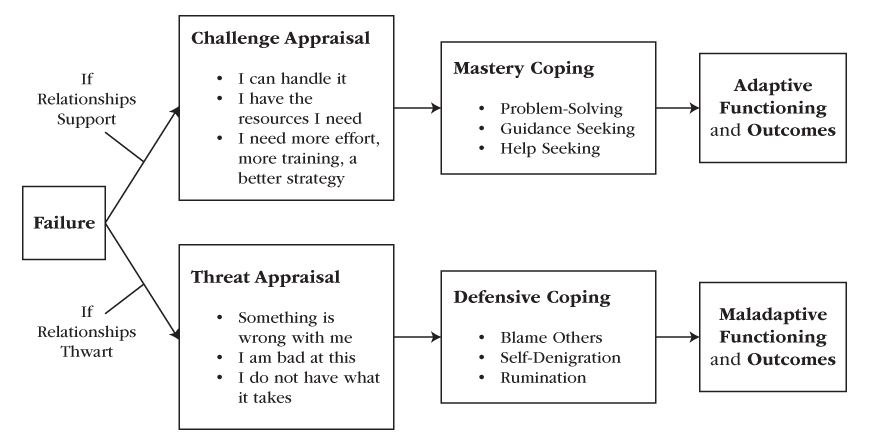 Failure
If
Relationships
Support
Challenge Appraisal
• I can handle it
• I have the
resources I need
• I need more effort,
more training, a
better strategy
Mastery Coping
• Problem-Solving
• Guidance Seeking
• Help Seeking
Adaptive
Functioning
and Outcomes
If
Relationships
Thwart
Threat Appraisal
• Something is
wrong with me
• I am bad at this
• I do not have what
it takes
Defensive Coping
• Blame Others
• Self-Denigration
• Rumination
Maladaptive
Functioning
and Outcomes